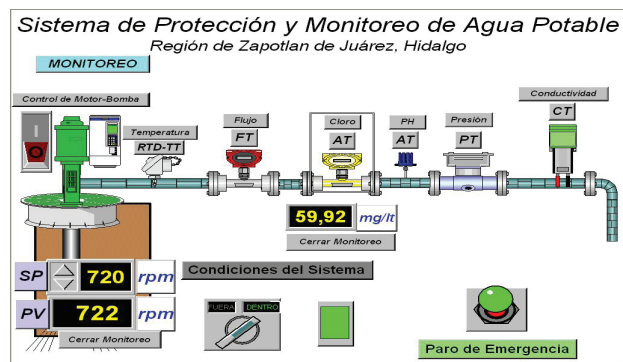 Sistema de Protección y Monitoreo de Agua Potable
Región de Zapotlan de Juárez, Hidalgo
MONITOREO
Control de Motor-Bomba
Temperatura
RTD-TT
Flujo
FT
Cloro
AT
PH
AT
Presión
PT
Conductividad
CT
59,92 mg/lt
Cerrar Monitoreo
SP 720 rpm
PV 722 rpm
Cerrar Monitoreo
Condiciones del Sistema
FUERA DENTRO
Paro de Emergencia